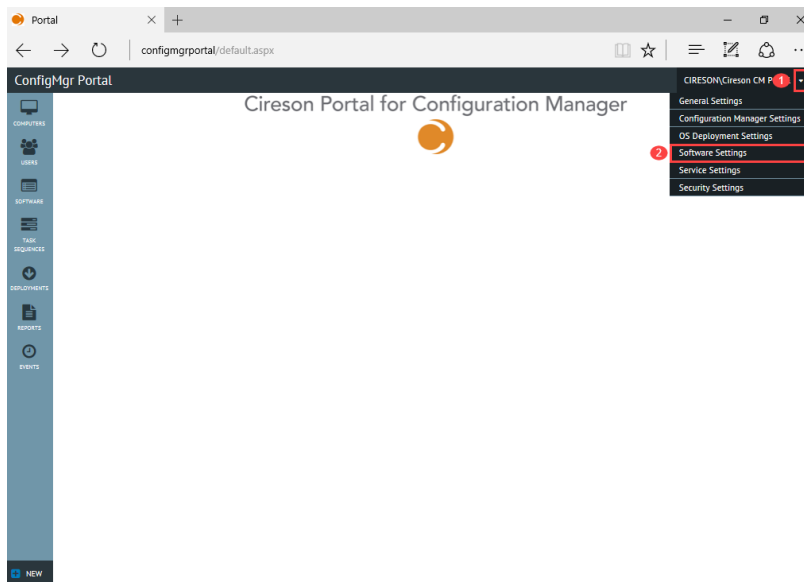 Portal
configmgrportal/default.aspx
ConfigMgr Portal
CIRESON\Cireson CM P
1
Cireson Portal for Configuration Manager
General Settings
Configuration Manager Settings
OS Deployment Settings
2
Software Settings
Service Settings
Security Settings
COMPUTERS
USERS
SOFTWARE
TASK
SEQUENCES
DEPLOYMENTS
REPORTS
EVENTS
NEW